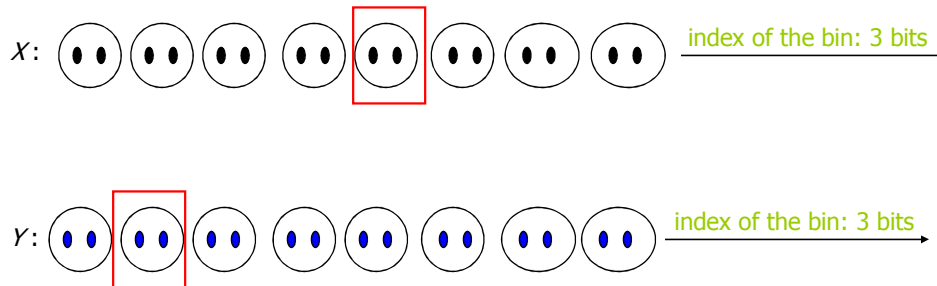 X: index of the bin: 3 bits
Y: index of the bin: 3 bits